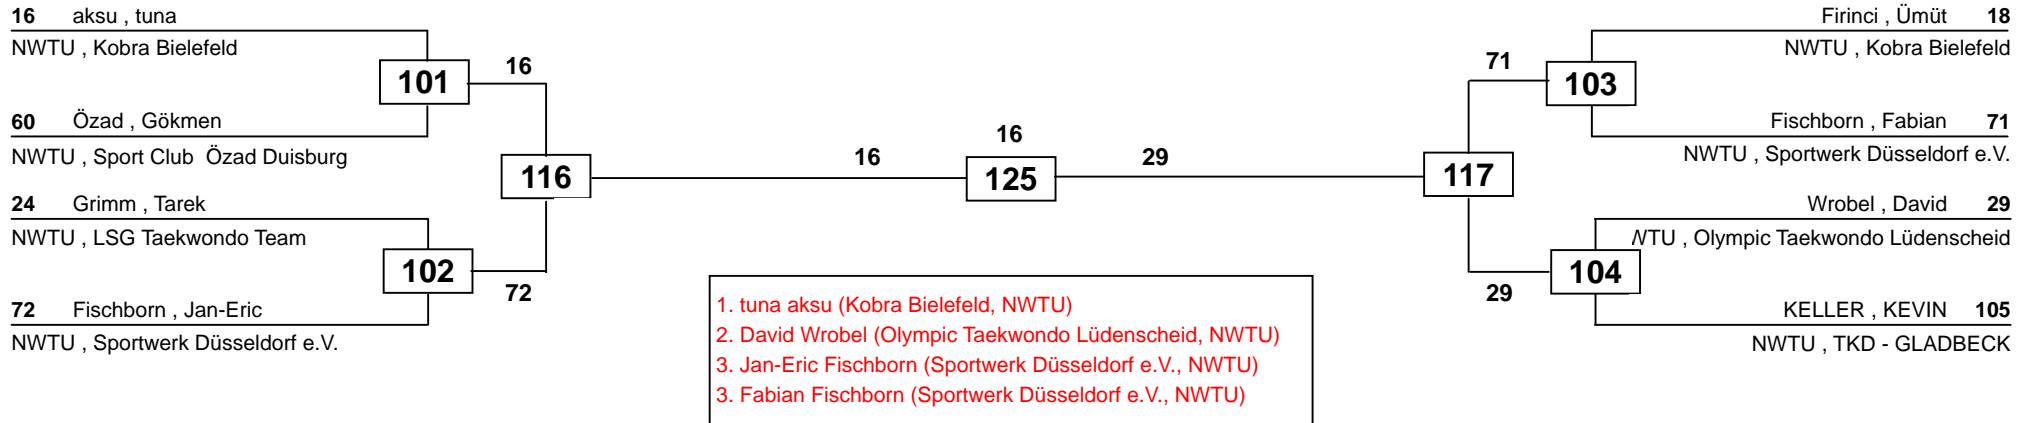 16 aksu , tuna
NWTU , Kobra Bielefeld
101
16
60 Özad , Gökmen
NWTU , Sport Club Özad Duisburg
116
24 Grimm , Tarek
NWTU , LSG Taekwondo Team
102
72
72 Fischborn , Jan-Eric
NWTU , Sportwerk Düsseldorf e.V.
16
16
125
29
Firinci , Ümüt 18
NWTU , Kobra Bielefeld
71
103
Fischborn , Fabian 71
NWTU , Sportwerk Düsseldorf e.V.
117
Wrobel , David 29
WTU , Olympic Taekwondo Lüdenscheid
104
29
KELLER , KEVIN 105
NWTU , TKD - GLADBECK
1. tuna aksu (Kobra Bielefeld, NWTU)
2. David Wrobel (Olympic Taekwondo Lüdenscheid, NWTU)
3. Jan-Eric Fischborn (Sportwerk Düsseldorf e.V., NWTU)
3. Fabian Fischborn (Sportwerk Düsseldorf e.V., NWTU)